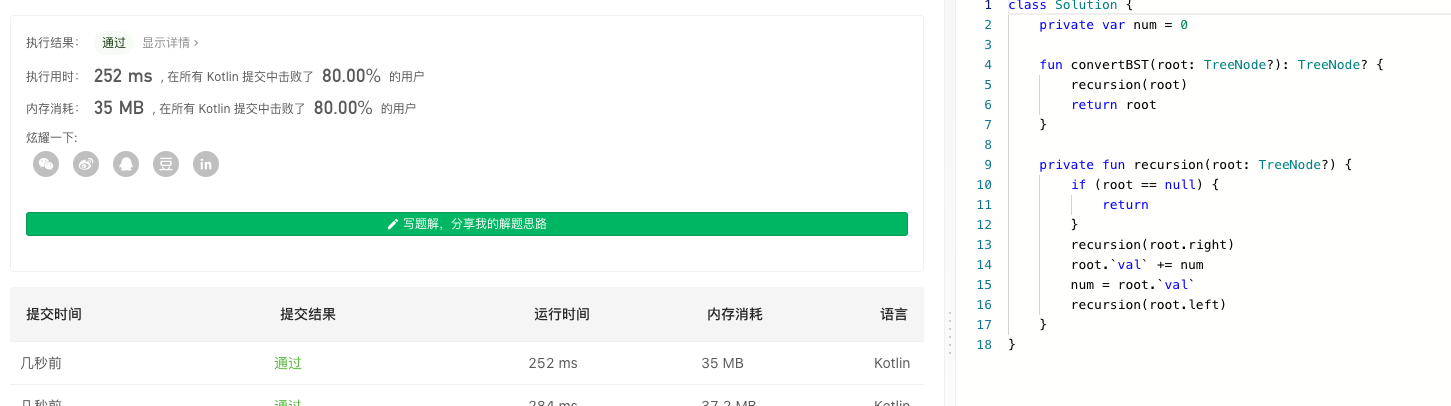 执行结果： 通过 显示详情 ›
执行用时： 252 ms , 在所有 Kotlin 提交中击败了 80.00% 的用户
内存消耗： 35 MB , 在所有 Kotlin 提交中击败了 80.00% 的用户
炫耀一下:
豆 in
写题解，分享我的解题思路
提交时间 提交结果 运行时间 内存消耗 语言
几秒前 通过 252 ms 35 MB Kotlin
几秒前 通过 284 ms 37.2 MB Kotlin
1 class Solution {
2     private var num = 0
3
4     fun convertBST(root: TreeNode?): TreeNode? {
5         recursion(root)
6         return root
7     }
8
9     private fun recursion(root: TreeNode?) {
10         if (root == null) {
11             return
12         }
13         recursion(root.right)
14         root.`val` += num
15         num = root.`val`
16         recursion(root.left)
17     }
18 }